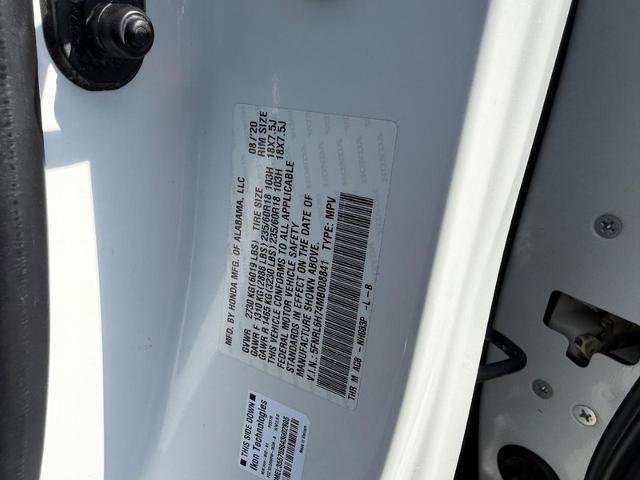 MFD. BY HONDA MFG. OF ALABAMA, LLC 08/'20
GVWR 2730 KG(6019 LBS) TIRE SIZE RIM SIZE
GAWR F 1310 KG(2888 LBS) 235/60R18 103H 18X7.5J
GAWR R 1465 KG(3230 LBS) 235/60R18 103H 18X7.5J
THIS VEHICLE CONFORMS TO ALL APPLICABLE
FEDERAL MOTOR VEHICLE SAFETY
STANDARDS IN EFFECT ON THE DATE OF
MANUFACTURE SHOWN ABOVE.
V.I.N.: TYPE: MPV
THR M AGB - NH883P -L-B
THIS SIDE DOWN
Ikon Technologies